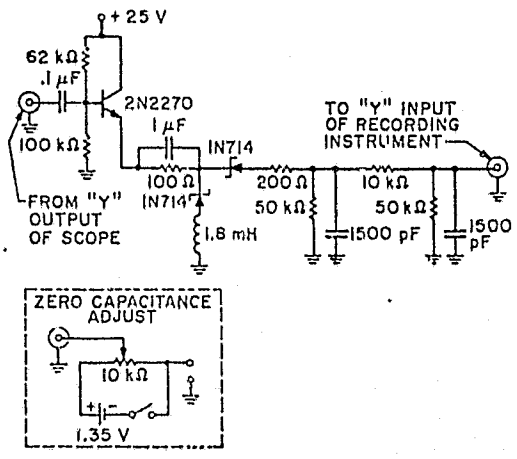 + 25 V
62 kΩ
.1 μF
2N2270
100 kΩ
1 μF
1N714
TO "Y" INPUT
OF RECORDING
INSTRUMENT
FROM "Y"
OUTPUT
OF SCOPE
100 Ω
1N714
200 Ω
10 kΩ
50 kΩ
50 kΩ
1.8 mH
1500 pF
1500
pF
ZERO CAPACITANCE
ADJUST
10 kΩ
+ -
1.35 V